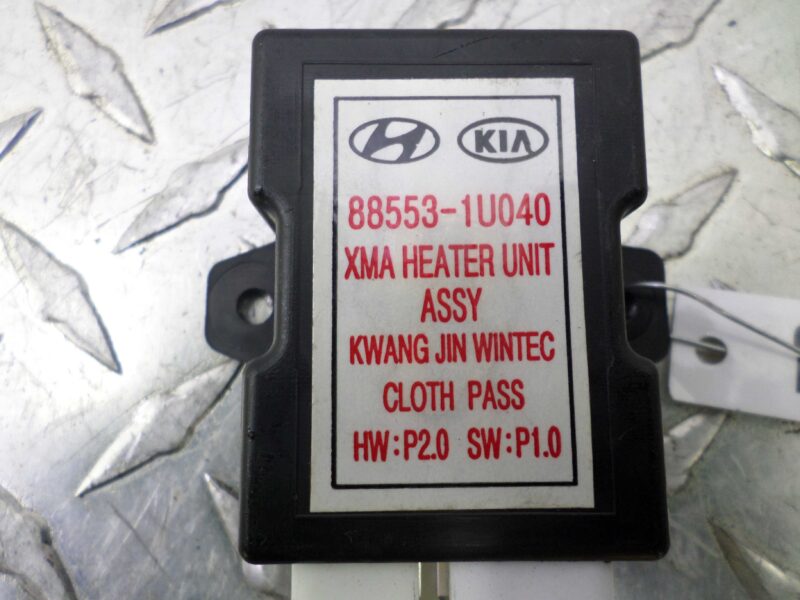 KIA
88553-1U040
XMA HEATER UNIT
ASSY
KWANG JIN WINTEC
CLOTH PASS
HW:P2.0 SW:P1.0